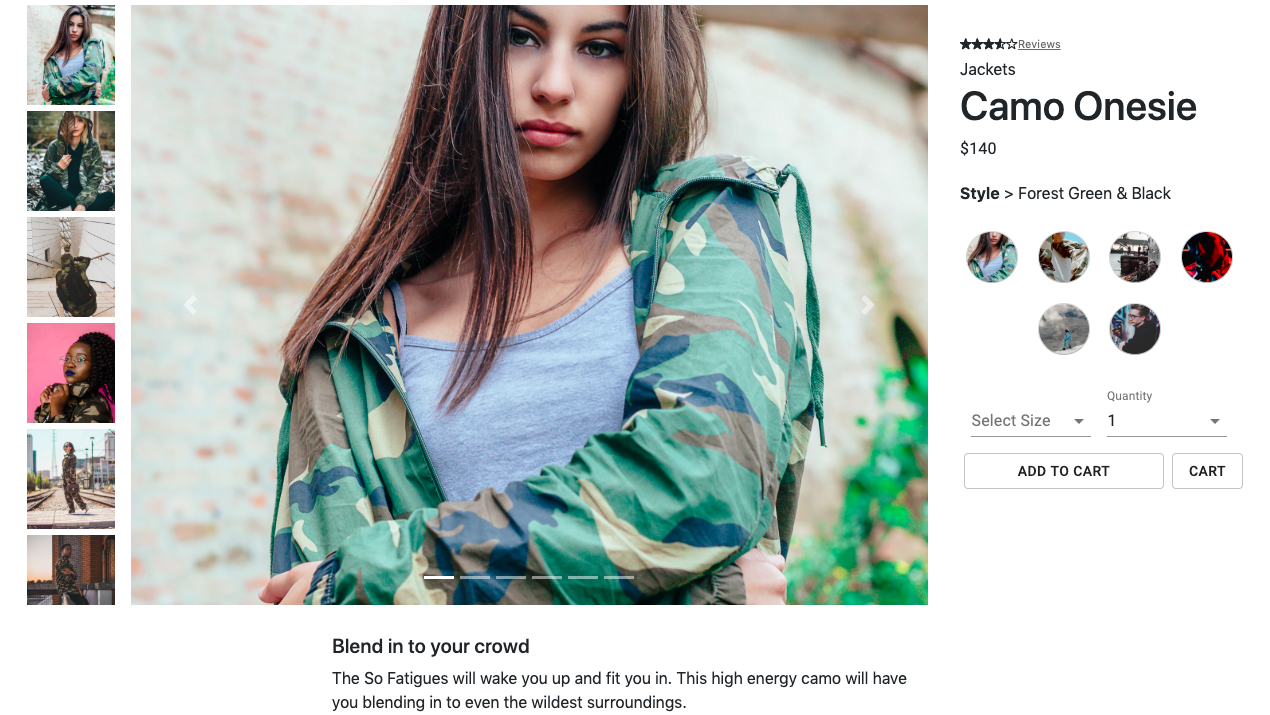 Reviews
Jackets
Camo Onesie
$140
Style > Forest Green & Black
Quantity
Select Size
1
ADD TO CART
CART
Blend in to your crowd
The So Fatigues will wake you up and fit you in. This high energy camo will have
you blending in to even the wildest surroundings.